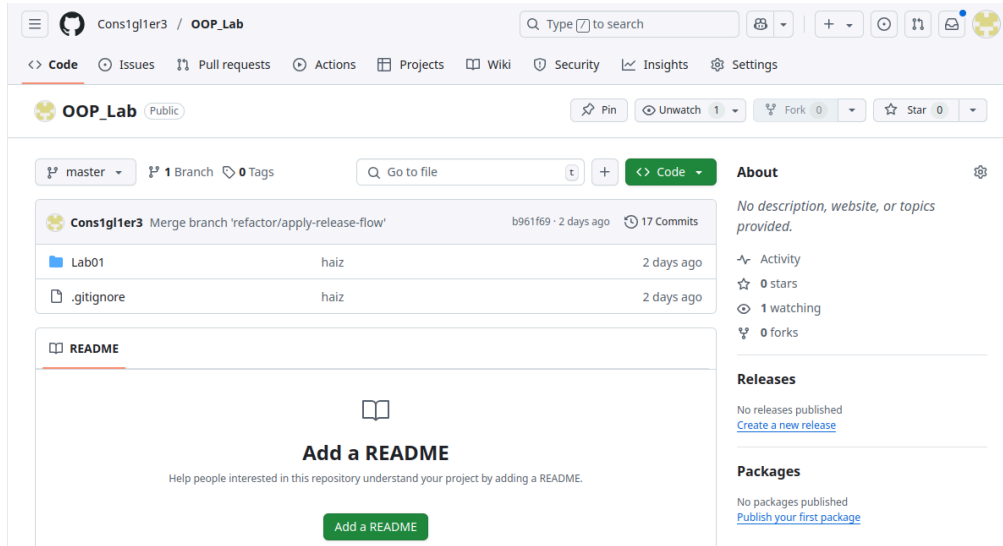 Cons1gl1er3 / OOP_Lab
Type / to search
Code Issues Pull requests Actions Projects Wiki Security Insights Settings
OOP_Lab Public
Pin Unwatch 1 Fork 0 Star 0
master 1 Branch 0 Tags
Go to file t
Code
Cons1gl1er3 Merge branch 'refactor/apply-release-flow' b961f69 · 2 days ago 17 Commits
Lab01 haiz 2 days ago
.gitignore haiz 2 days ago
README
Add a README
Help people interested in this repository understand your project by adding a README.
Add a README
About
No description, website, or topics
provided.
Activity
0 stars
1 watching
0 forks
Releases
No releases published
Create a new release
Packages
No packages published
Publish your first package